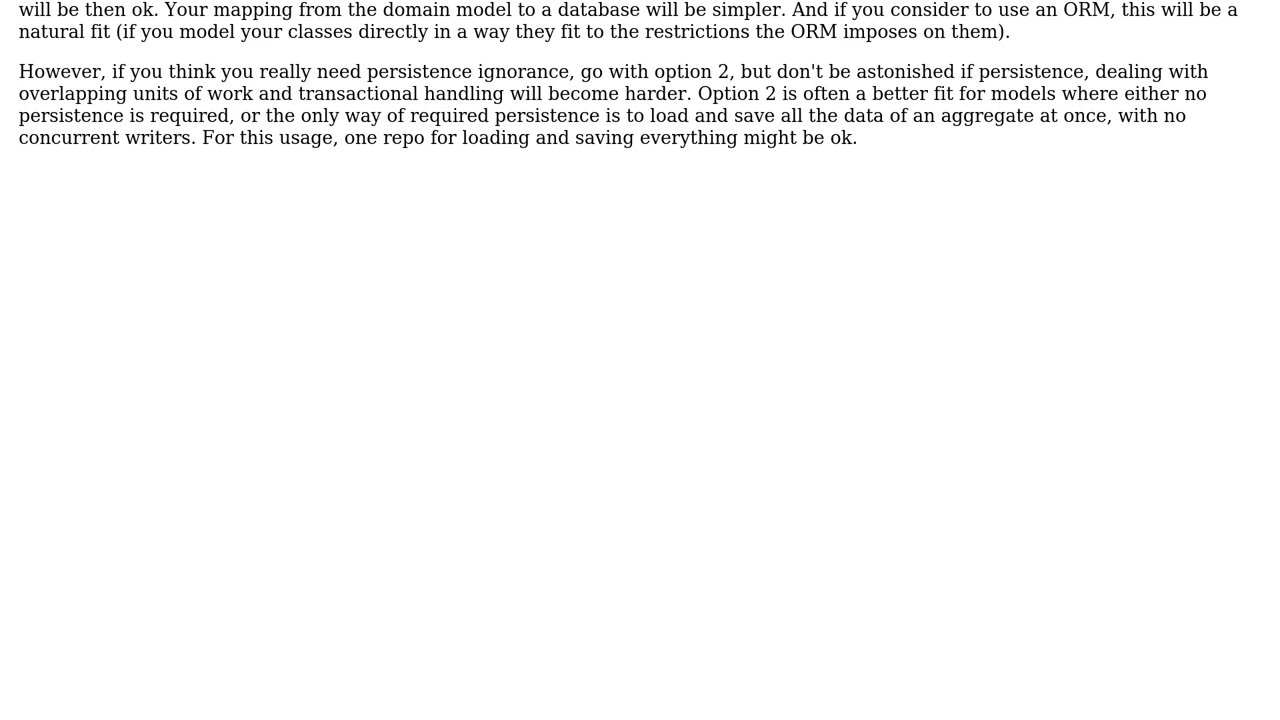 will be then ok. Your mapping from the domain model to a database will be simpler. And if you consider to use an ORM, this will be a
natural fit (if you model your classes directly in a way they fit to the restrictions the ORM imposes on them).
However, if you think you really need persistence ignorance, go with option 2, but don't be astonished if persistence, dealing with
overlapping units of work and transactional handling will become harder. Option 2 is often a better fit for models where either no
persistence is required, or the only way of required persistence is to load and save all the data of an aggregate at once, with no
concurrent writers. For this usage, one repo for loading and saving everything might be ok.